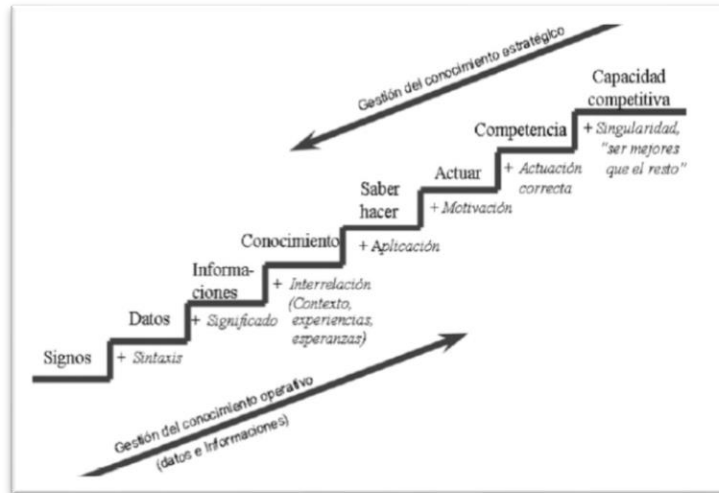 Gestión del conocimiento estratégico
Capacidad
competitiva
+ Singularidad,
"ser mejores
que el resto"
Competencia
+ Actuación
correcta
Actuar
+ Motivación
Saber
hacer
+ Aplicación
Conocimiento
+ Interrelación
(Contexto,
experiencias,
esperanzas)
Informa-
ciones
+ Significado
Datos
+ Sintaxis
Signos
Gestión del conocimiento operativo
(datos e Informaciones)